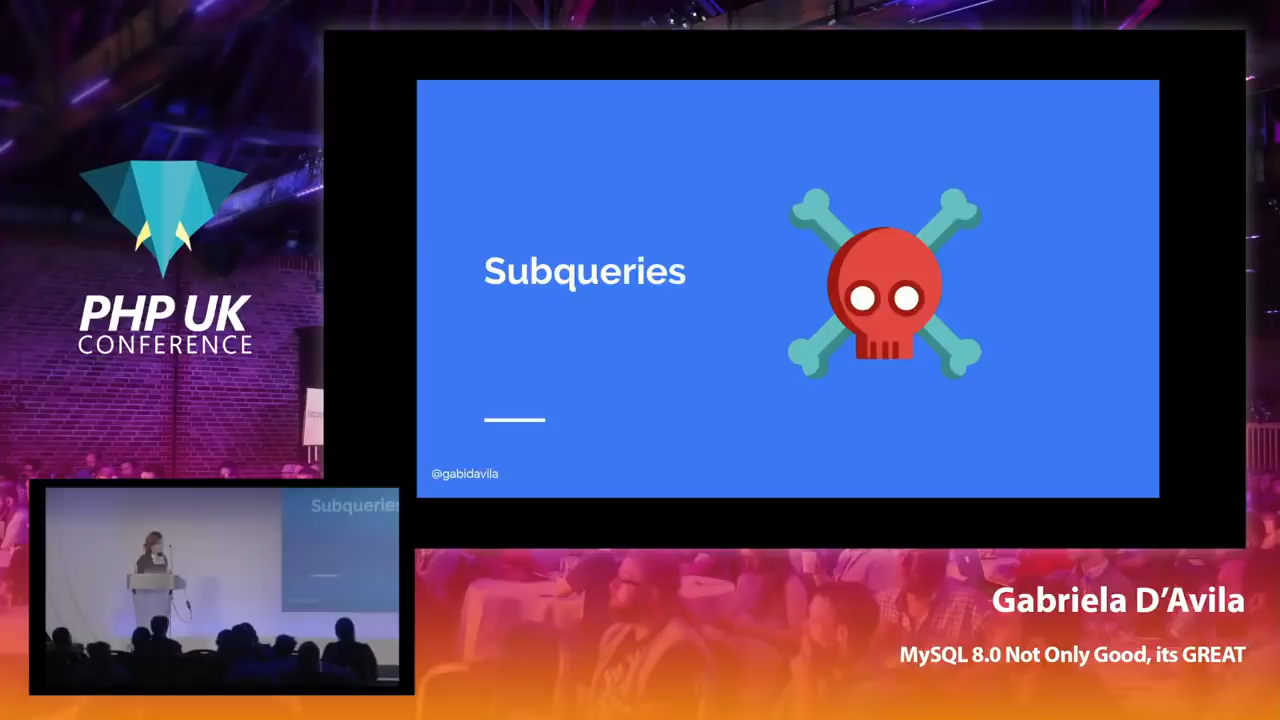 PHP UK
CONFERENCE
Subqueries
@gabidavila
Subqueries
Gabriela D’Avila
MySQL 8.0 Not Only Good, its GREAT